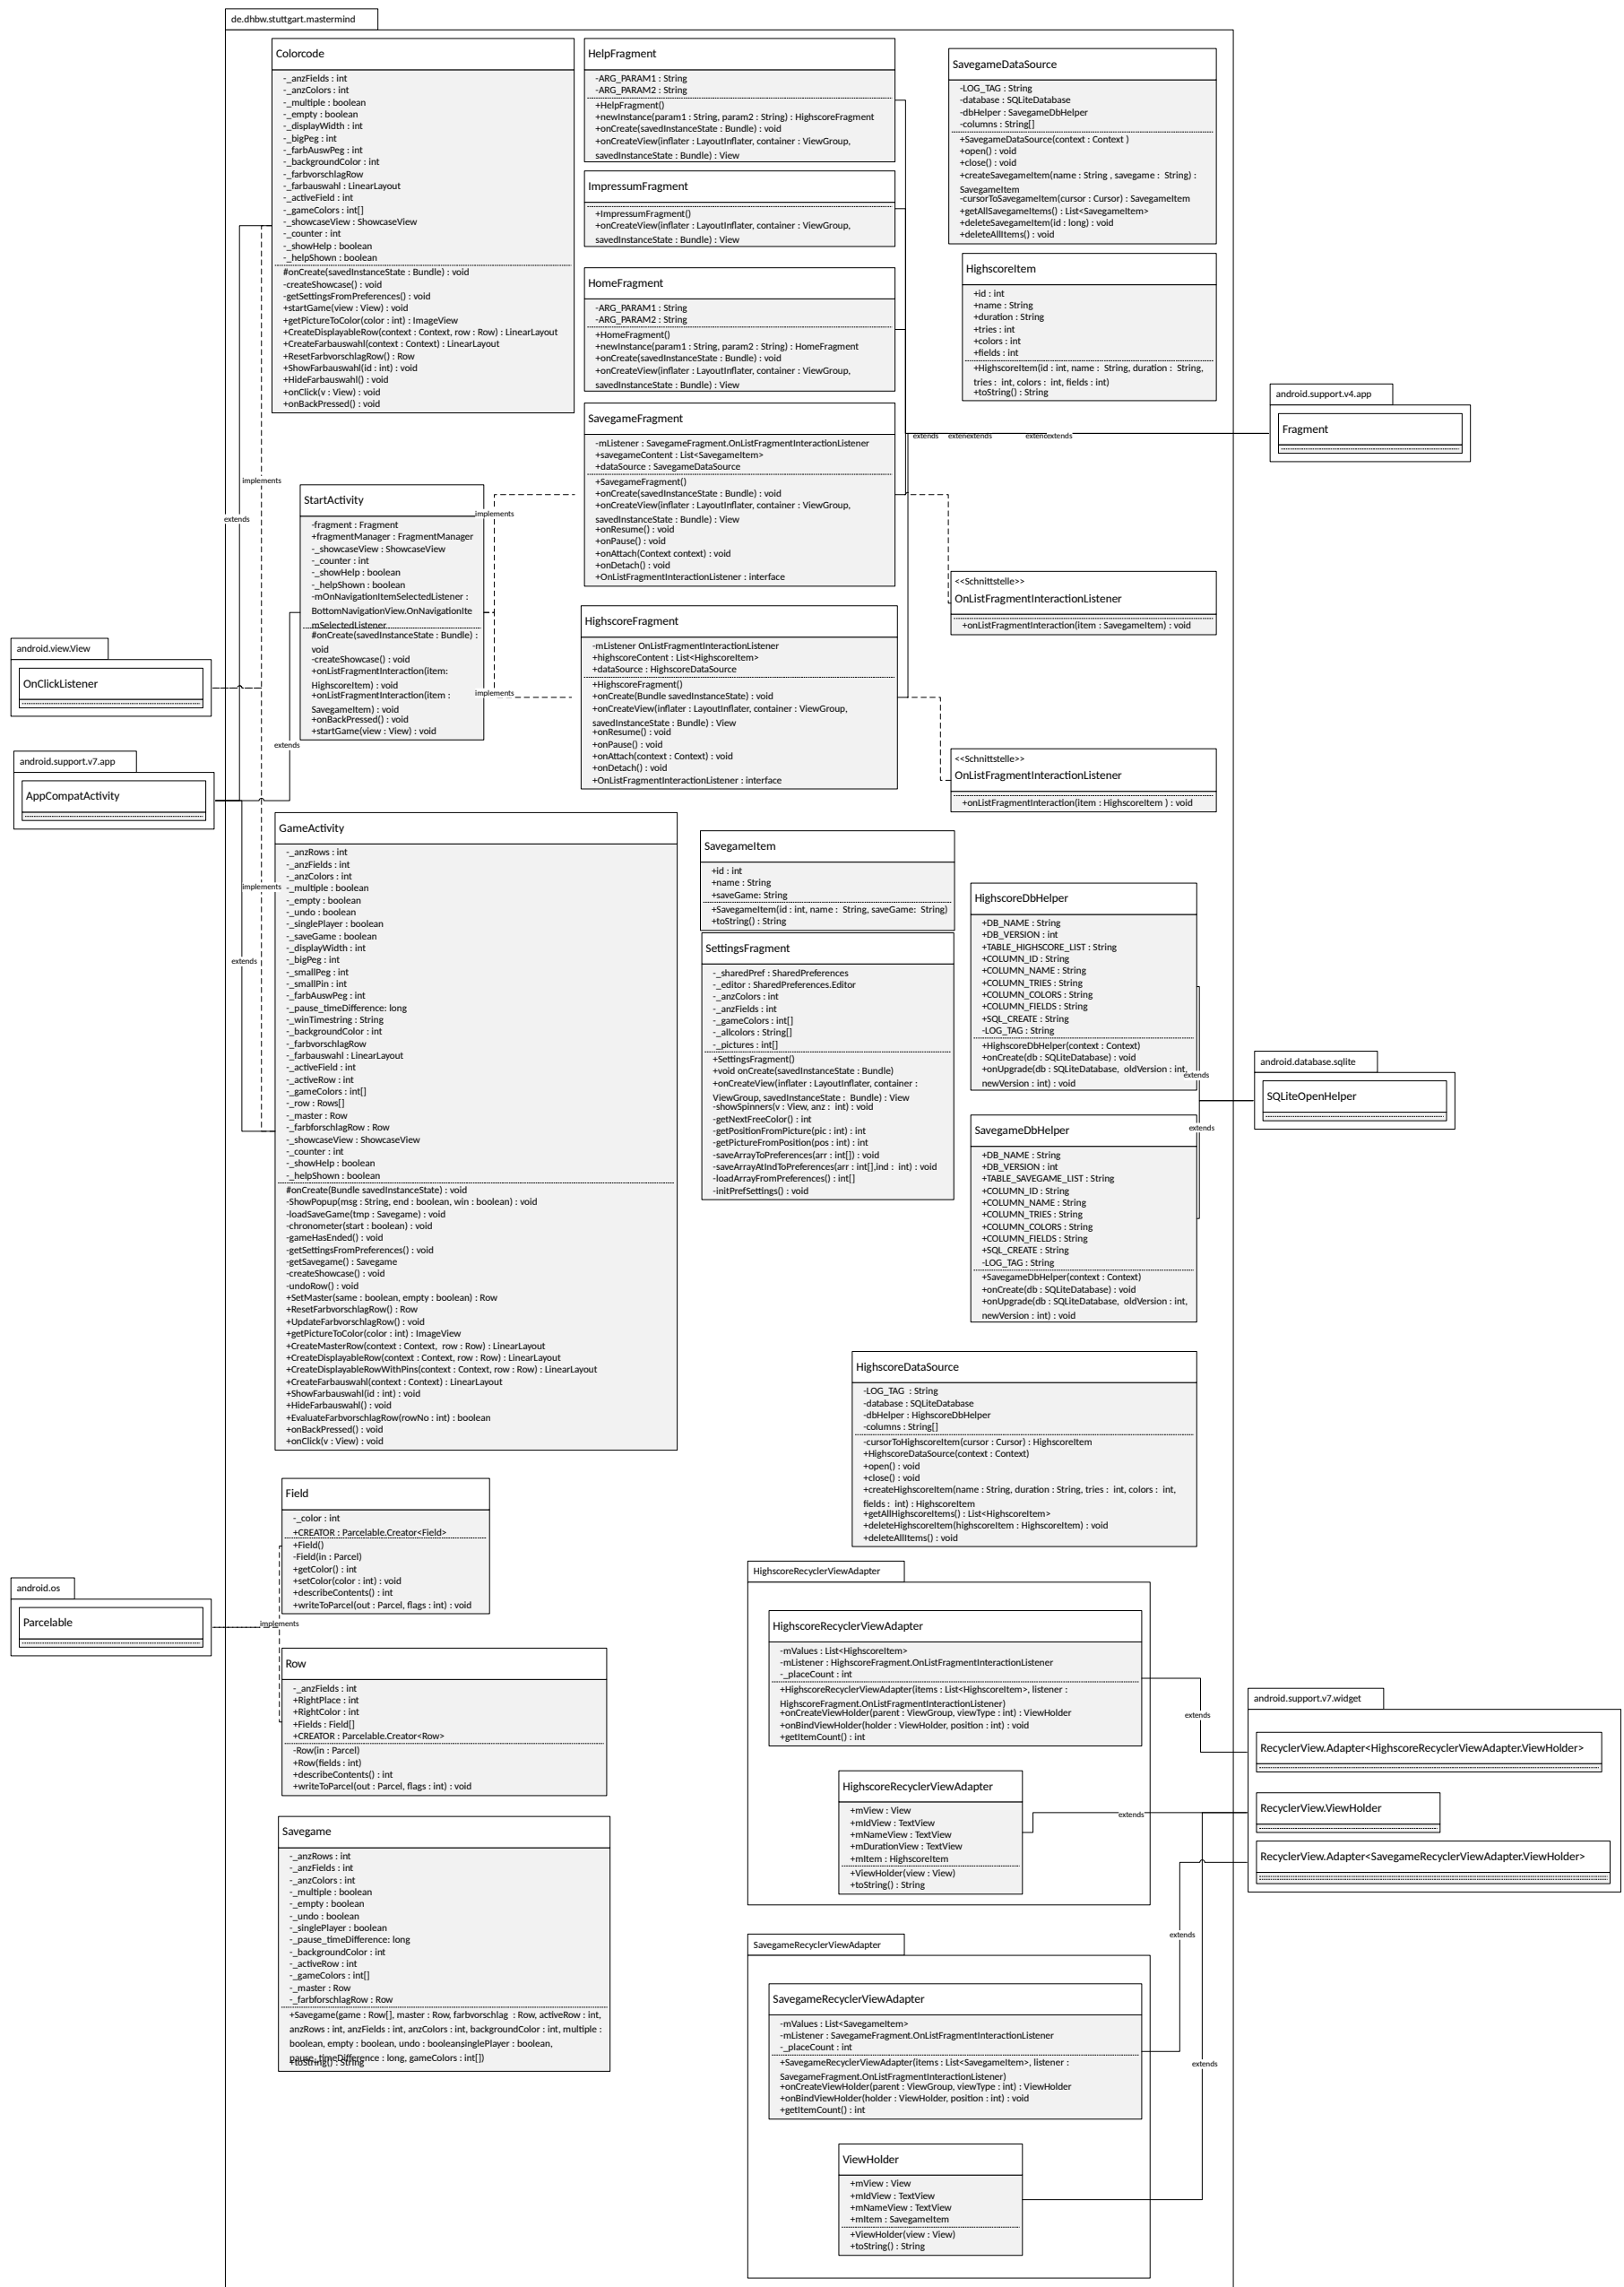 de.dhbw.stuttgart.mastermind
Colorcode
-_anzFields : int
-_anzColors : int
-_multiple : boolean
-_empty : boolean
-_displayWidth : int
-_bigPeg : int
-_farbAuswPeg : int
-_backgroundColor : int
-_farbvorschlagRow
-_farbauswahl : LinearLayout
-_activeField : int
-_gameColors : int[]
-_showcaseView : ShowcaseView
-_counter : int
-_showHelp : boolean
-_helpShown : boolean
#onCreate(savedInstanceState : Bundle) : void
-createShowcase() : void
-getSettingsFromPreferences() : void
+startGame(view : View) : void
+getPictureToColor(color : int) : ImageView
+CreateDisplayableRow(context : Context, row : Row) : LinearLayout
+CreateFarbauswahl(context : Context) : LinearLayout
+ResetFarbvorschlagRow() : Row
+ShowFarbauswahl(id : int) : void
+HideFarbauswahl() : void
+onClick(v : View) : void
+onBackPressed() : void
HelpFragment
-ARG_PARAM1 : String
-ARG_PARAM2 : String
+HelpFragment()
+newInstance(param1 : String, param2 : String) : HighscoreFragment
+onCreate(savedInstanceState : Bundle) : void
+onCreateView(inflater : LayoutInflater, container : ViewGroup,
savedInstanceState : Bundle) : View
ImpressumFragment
+ImpressumFragment()
+onCreateView(inflater : LayoutInflater, container : ViewGroup,
savedInstanceState : Bundle) : View
HomeFragment
-ARG_PARAM1 : String
-ARG_PARAM2 : String
+HomeFragment()
+newInstance(param1 : String, param2 : String) : HomeFragment
+onCreate(savedInstanceState : Bundle) : void
+onCreateView(inflater : LayoutInflater, container : ViewGroup,
savedInstanceState : Bundle) : View
SavegameFragment
-mListener : SavegameFragment.OnListFragmentInteractionListener
+savegameContent : List<SavegameItem>
+dataSource : SavegameDataSource
+SavegameFragment()
+onCreate(savedInstanceState : Bundle) : void
+onCreateView(inflater : LayoutInflater, container : ViewGroup,
savedInstanceState : Bundle) : View
+onResume() : void
+onPause() : void
+onAttach(Context context) : void
+onDetach() : void
+OnListFragmentInteractionListener : interface
HighscoreFragment
-mListener OnListFragmentInteractionListener
+highscoreContent : List<HighscoreItem>
+dataSource : HighscoreDataSource
+HighscoreFragment()
+onCreate(Bundle savedInstanceState) : void
+onCreateView(inflater : LayoutInflater, container : ViewGroup,
savedInstanceState : Bundle) : View
+onResume() : void
+onPause() : void
+onAttach(context : Context) : void
+onDetach() : void
+OnListFragmentInteractionListener : interface
SavegameDataSource
-LOG_TAG : String
-database : SQLiteDatabase
-dbHelper : SavegameDbHelper
-columns : String[]
+SavegameDataSource(context : Context )
+open() : void
+close() : void
+createSavegameItem(name : String , savegame : String) :
SavegameItem
-cursorToSavegameItem(cursor : Cursor) : SavegameItem
+getAllSavegameItems() : List<SavegameItem>
+deleteSavegameItem(id : long) : void
+deleteAllItems() : void
HighscoreItem
+id : int
+name : String
+duration : String
+tries : int
+colors : int
+fields : int
+HighscoreItem(id : int, name : String, duration : String,
tries : int, colors : int, fields : int)
+toString() : String
android.support.v4.app
Fragment
extends
extends
extends
extends
extends
StartActivity
-fragment : Fragment
+fragmentManager : FragmentManager
-_showcaseView : ShowcaseView
-_counter : int
-_showHelp : boolean
-_helpShown : boolean
-mOnNavigationItemSelectedListener :
BottomNavigationView.OnNavigationIte
mSelectedListener
#onCreate(savedInstanceState : Bundle) :
void
-createShowcase() : void
+onListFragmentInteraction(item:
HighscoreItem) : void
+onListFragmentInteraction(item :
SavegameItem) : void
+onBackPressed() : void
+startGame(view : View) : void
implements
extends
implements
implements
extends
<<Schnittstelle>>
OnListFragmentInteractionListener
+onListFragmentInteraction(item : SavegameItem) : void
<<Schnittstelle>>
OnListFragmentInteractionListener
+onListFragmentInteraction(item : HighscoreItem ) : void
android.view.View
OnClickListener
android.support.v7.app
AppCompatActivity
GameActivity
-_anzRows : int
-_anzFields : int
-_anzColors : int
-_multiple : boolean
-_empty : boolean
-_undo : boolean
-_singlePlayer : boolean
-_saveGame : boolean
-_displayWidth : int
-_bigPeg : int
-_smallPeg : int
-_smallPin : int
-_farbAuswPeg : int
-_pause_timeDifference: long
-_winTimestring : String
-_backgroundColor : int
-_farbvorschlagRow
-_farbauswahl : LinearLayout
-_activeField : int
-_activeRow : int
-_gameColors : int[]
-_row : Rows[]
-_master : Row
-_farbforschlagRow : Row
-_showcaseView : ShowcaseView
-_counter : int
-_showHelp : boolean
-_helpShown : boolean
#onCreate(Bundle savedInstanceState) : void
-ShowPopup(msg : String, end : boolean, win : boolean) : void
-loadSaveGame(tmp : Savegame) : void
-chronometer(start : boolean) : void
-gameHasEnded() : void
-getSettingsFromPreferences() : void
-getSavegame() : Savegame
-createShowcase() : void
-undoRow() : void
+SetMaster(same : boolean, empty : boolean) : Row
+ResetFarbvorschlagRow() : Row
+UpdateFarbvorschlagRow() : void
+getPictureToColor(color : int) : ImageView
+CreateMasterRow(context : Context, row : Row) : LinearLayout
+CreateDisplayableRow(context : Context, row : Row) : LinearLayout
+CreateDisplayableRowWithPins(context : Context, row : Row) : LinearLayout
+CreateFarbauswahl(context : Context) : LinearLayout
+ShowFarbauswahl(id : int) : void
+HideFarbauswahl() : void
+EvaluateFarbvorschlagRow(rowNo : int) : boolean
+onBackPressed() : void
+onClick(v : View) : void
implements
extends
SavegameItem
+id : int
+name : String
+saveGame: String
+SavegameItem(id : int, name : String, saveGame: String)
+toString() : String
SettingsFragment
-_sharedPref : SharedPreferences
-_editor : SharedPreferences.Editor
-_anzColors : int
-_anzFields : int
-_gameColors : int[]
-_allcolors : String[]
-_pictures : int[]
+SettingsFragment()
+void onCreate(savedInstanceState : Bundle)
+onCreateView(inflater : LayoutInflater, container :
ViewGroup, savedInstanceState : Bundle) : View
-showSpinners(v : View, anz : int) : void
-getNextFreeColor() : int
-getPositionFromPicture(pic : int) : int
-getPictureFromPosition(pos : int) : int
-saveArrayToPreferences(arr : int[]) : void
-saveArrayAtIndToPreferences(arr : int[],ind : int) : void
-loadArrayFromPreferences() : int[]
-initPrefSettings() : void
HighscoreDbHelper
+DB_NAME : String
+DB_VERSION : int
+TABLE_HIGHSCORE_LIST : String
+COLUMN_ID : String
+COLUMN_NAME : String
+COLUMN_TRIES : String
+COLUMN_COLORS : String
+COLUMN_FIELDS : String
+SQL_CREATE : String
-LOG_TAG : String
+HighscoreDbHelper(context : Context)
+onCreate(db : SQLiteDatabase) : void
+onUpgrade(db : SQLiteDatabase, oldVersion : int,
newVersion : int) : void
extends
android.database.sqlite
SQLiteOpenHelper
extends
SavegameDbHelper
+DB_NAME : String
+DB_VERSION : int
+TABLE_SAVEGAME_LIST : String
+COLUMN_ID : String
+COLUMN_NAME : String
+COLUMN_TRIES : String
+COLUMN_COLORS : String
+COLUMN_FIELDS : String
+SQL_CREATE : String
-LOG_TAG : String
+SavegameDbHelper(context : Context)
+onCreate(db : SQLiteDatabase) : void
+onUpgrade(db : SQLiteDatabase, oldVersion : int,
newVersion : int) : void
HighscoreDataSource
-LOG_TAG : String
-database : SQLiteDatabase
-dbHelper : HighscoreDbHelper
-columns : String[]
-cursorToHighscoreItem(cursor : Cursor) : HighscoreItem
+HighscoreDataSource(context : Context)
+open() : void
+close() : void
+createHighscoreItem(name : String, duration : String, tries : int, colors : int,
fields : int) : HighscoreItem
+getAllHighscoreItems() : List<HighscoreItem>
+deleteHighscoreItem(highscoreItem : HighscoreItem) : void
+deleteAllItems() : void
Field
-_color : int
+CREATOR : Parcelable.Creator<Field>
+Field()
-Field(in : Parcel)
+getColor() : int
+setColor(color : int) : void
+describeContents() : int
+writeToParcel(out : Parcel, flags : int) : void
android.os
Parcelable
implements
Row
-_anzFields : int
+RightPlace : int
+RightColor : int
+Fields : Field[]
+CREATOR : Parcelable.Creator<Row>
-Row(in : Parcel)
+Row(fields : int)
+describeContents() : int
+writeToParcel(out : Parcel, flags : int) : void
Savegame
-_anzRows : int
-_anzFields : int
-_anzColors : int
-_multiple : boolean
-_empty : boolean
-_undo : boolean
-_singlePlayer : boolean
-_pause_timeDifference: long
-_backgroundColor : int
-_activeRow : int
-_gameColors : int[]
-_master : Row
-_farbforschlagRow : Row
+Savegame(game : Row[], master : Row, farbvorschlag : Row, activeRow : int,
anzRows : int, anzFields : int, anzColors : int, backgroundColor : int, multiple :
boolean, empty : boolean, undo : booleansinglePlayer : boolean,
pause_timeDifference : long, gameColors : int[])
+toString() : String
HighscoreRecyclerViewAdapter
HighscoreRecyclerViewAdapter
-mValues : List<HighscoreItem>
-mListener : HighscoreFragment.OnListFragmentInteractionListener
-_placeCount : int
+HighscoreRecyclerViewAdapter(items : List<HighscoreItem>, listener :
HighscoreFragment.OnListFragmentInteractionListener)
+onCreateViewHolder(parent : ViewGroup, viewType : int) : ViewHolder
+onBindViewHolder(holder : ViewHolder, position : int) : void
+getItemCount() : int
HighscoreRecyclerViewAdapter
+mView : View
+mIdView : TextView
+mNameView : TextView
+mDurationView : TextView
+mItem : HighscoreItem
+ViewHolder(view : View)
+toString() : String
extends
extends
android.support.v7.widget
RecyclerView.Adapter<HighscoreRecyclerViewAdapter.ViewHolder>
RecyclerView.ViewHolder
RecyclerView.Adapter<SavegameRecyclerViewAdapter.ViewHolder>
extends
extends
SavegameRecyclerViewAdapter
SavegameRecyclerViewAdapter
-mValues : List<SavegameItem>
-mListener : SavegameFragment.OnListFragmentInteractionListener
-_placeCount : int
+SavegameRecyclerViewAdapter(items : List<SavegameItem>, listener :
SavegameFragment.OnListFragmentInteractionListener)
+onCreateViewHolder(parent : ViewGroup, viewType : int) : ViewHolder
+onBindViewHolder(holder : ViewHolder, position : int) : void
+getItemCount() : int
ViewHolder
+mView : View
+mIdView : TextView
+mNameView : TextView
+mItem : SavegameItem
+ViewHolder(view : View)
+toString() : String